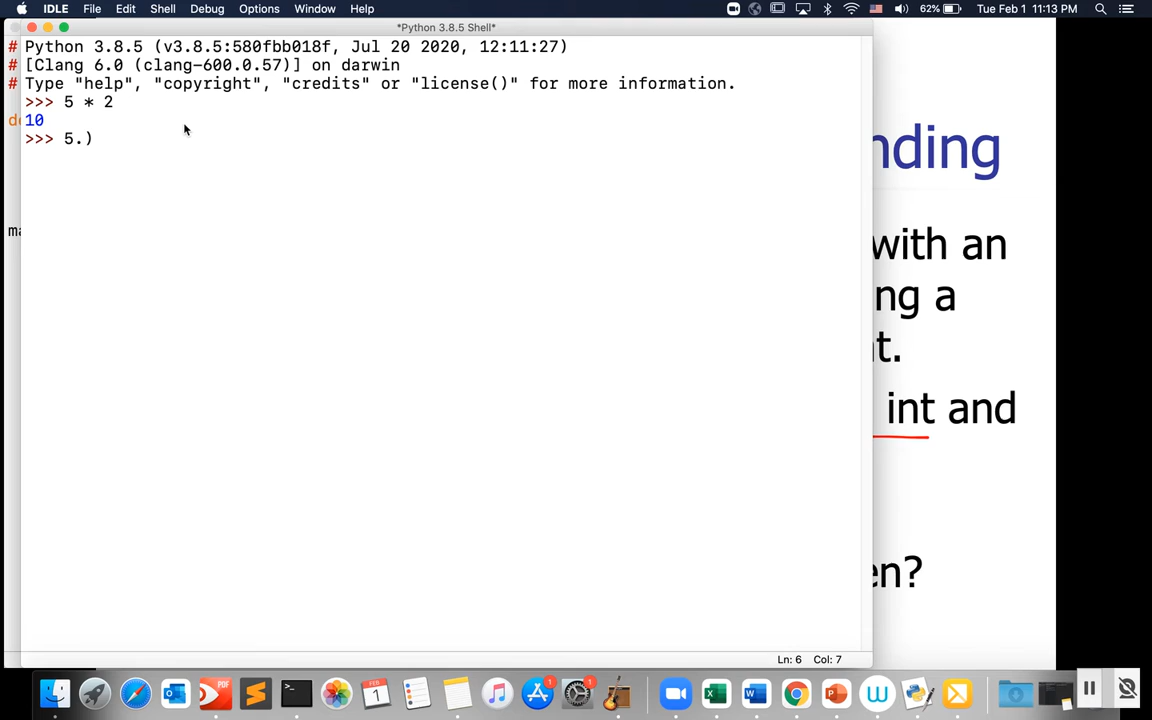 IDLE File Edit Shell Debug Options Window Help 62% Tue Feb 1 11:13 PM
*Python 3.8.5 Shell*
# Python 3.8.5 (v3.8.5:580fbb018f, Jul 20 2020, 12:11:27)
# [Clang 6.0 (clang-600.0.57)] on darwin
# Type "help", "copyright", "credits" or "license()" for more information.
>>> 5 * 2
10
>>> 5.)
nding
with an
ng a
t.
int and
en?
Ln: 6 Col: 7